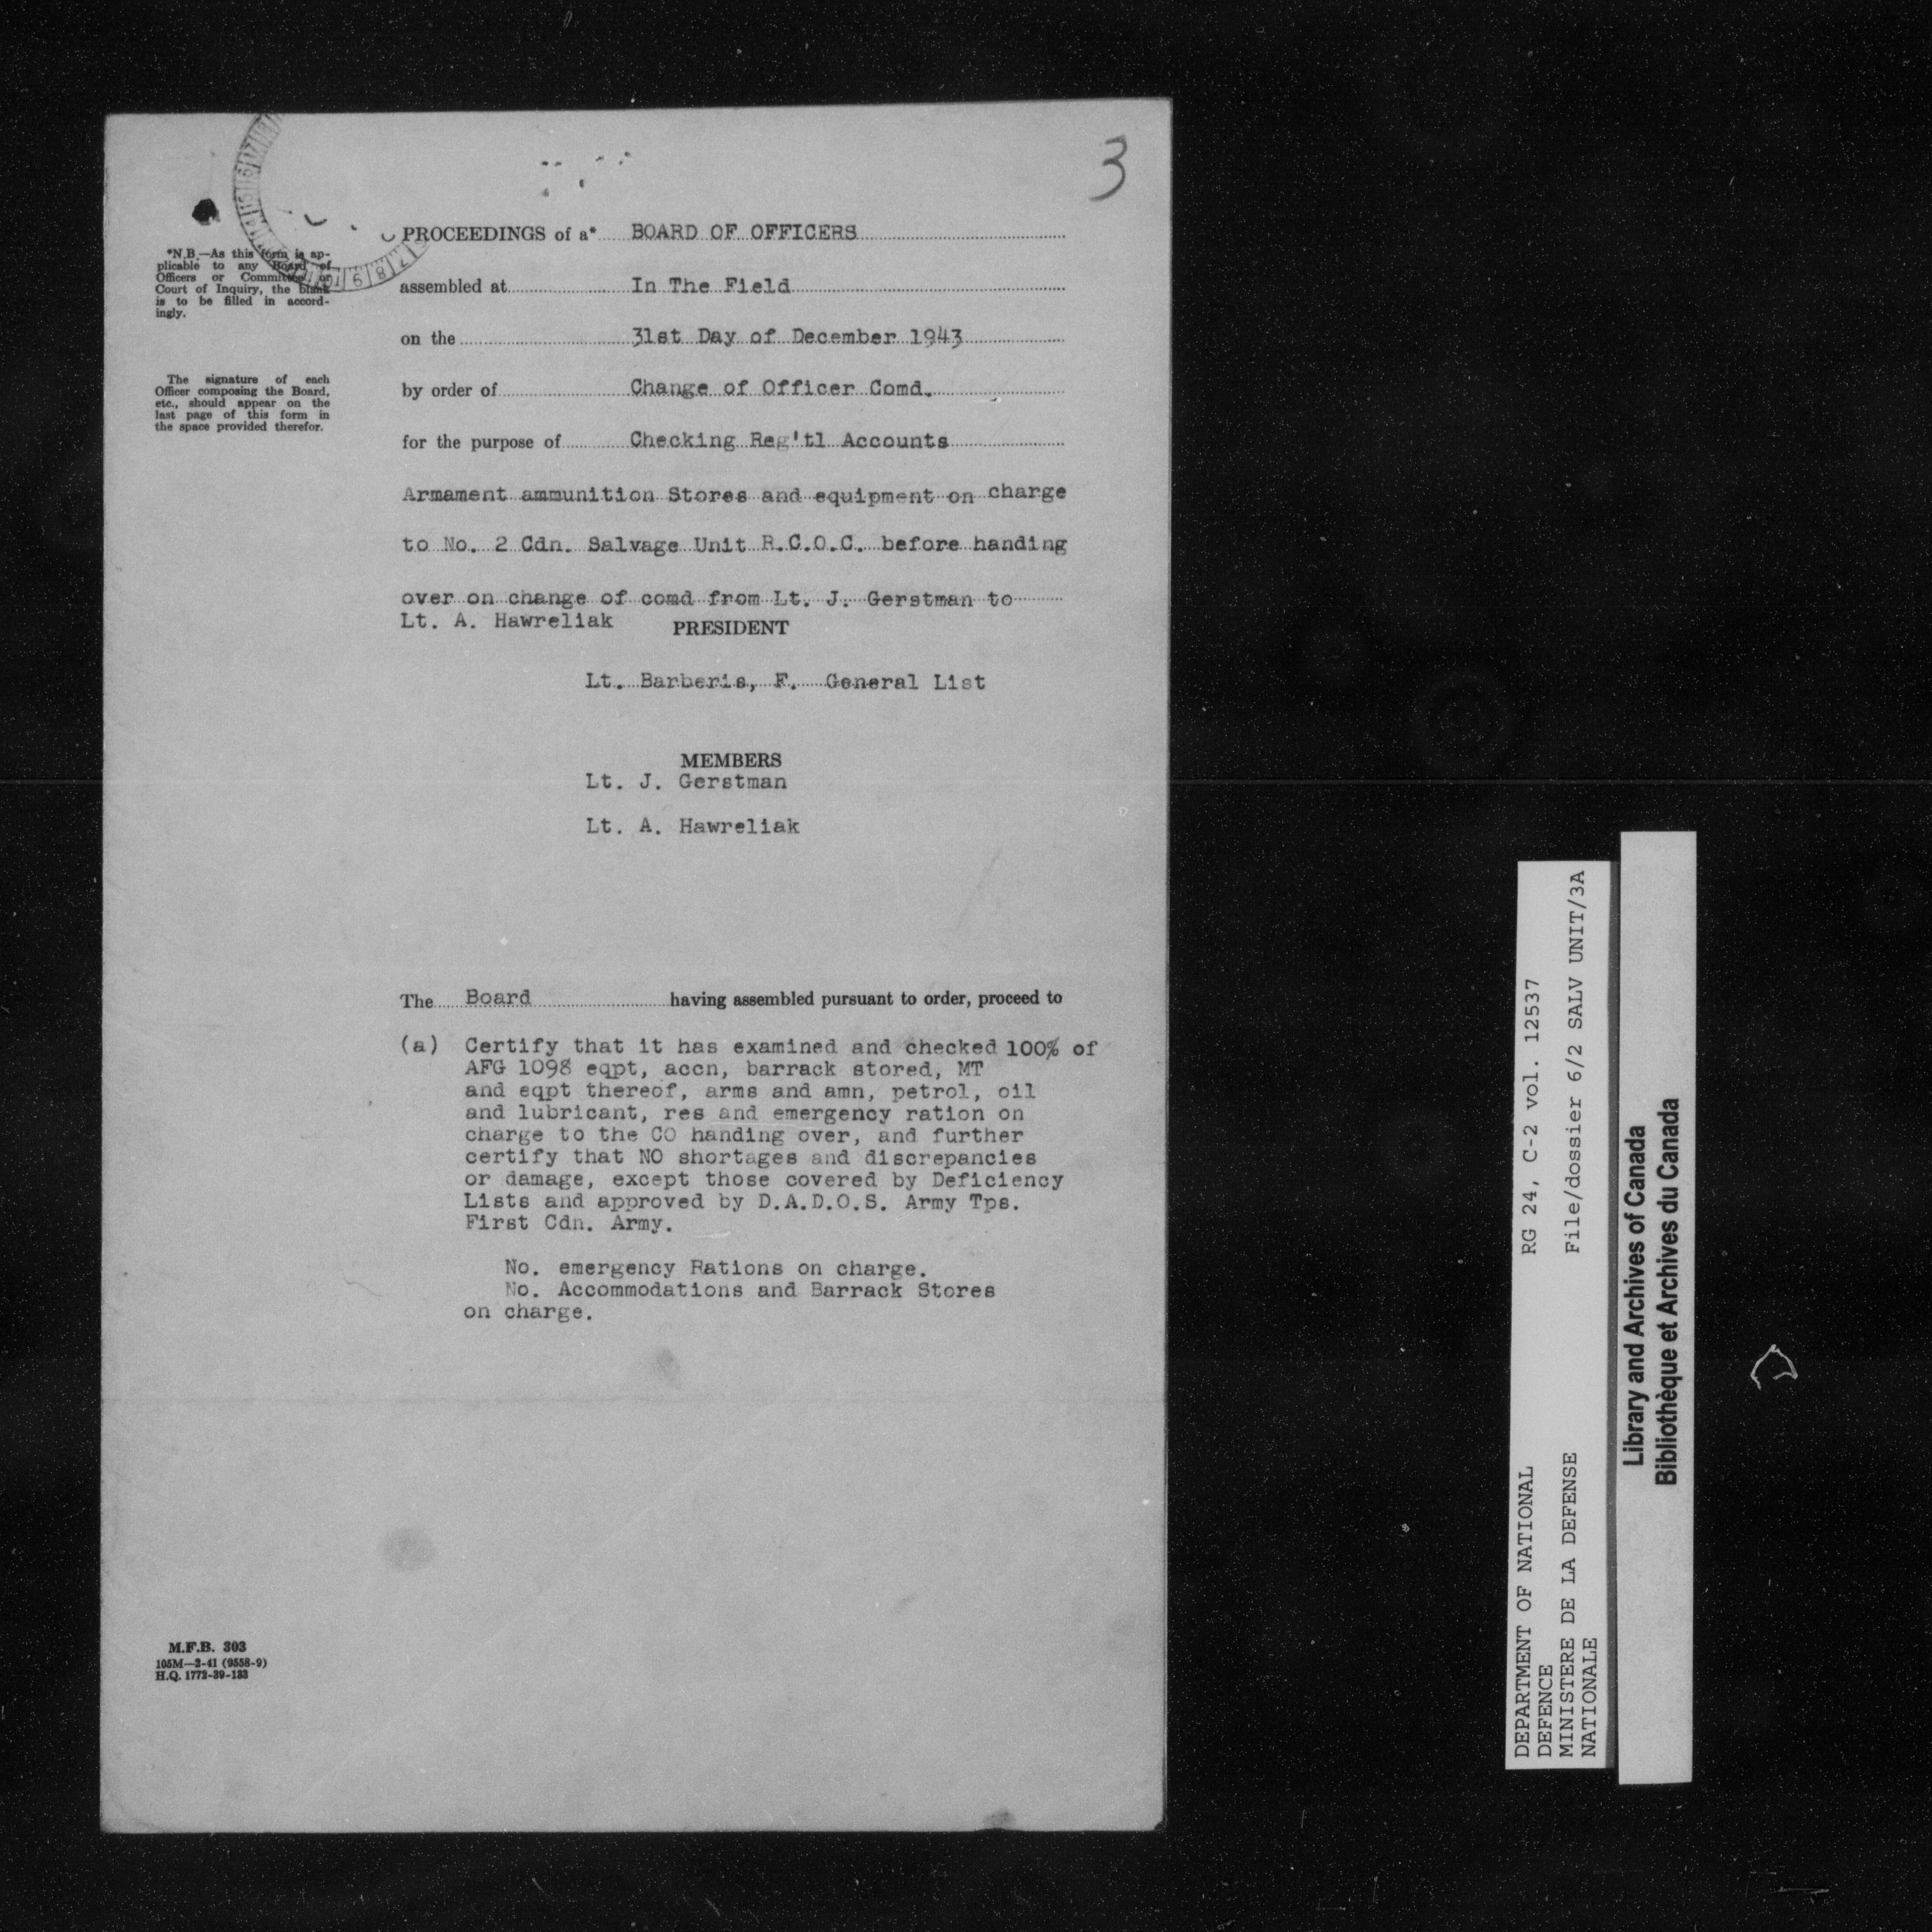 3
PROCEEDINGS of a* BOARD OF OFFICERS
*N.B.—As this form is ap-
plicable to any Board of
Officers or Committee or
Court of Inquiry, the blank
is to be filled in accord-
ingly.
assembled at In The Field
on the 31st Day of December 1943
by order of Change of Officer Comd.
The signature of each
Officer composing the Board,
etc., should appear on the
last page of this form in
the space provided therefor.
for the purpose of Checking Reg'tl Accounts
Armament ammunition Stores and equipment on charge
to No. 2 Cdn. Salvage Unit R.C.O.C. before handing
over on change of comd from Lt. J. Gerstman to
Lt. A. Hawreliak
PRESIDENT
Lt. Barberis, F. General List
MEMBERS
Lt. J. Gerstman
Lt. A. Hawreliak
The Board having assembled pursuant to order, proceed to
(a) Certify that it has examined and checked 100% of
AFG 1098 eqpt, accn, barrack stored, MT
and eqpt thereof, arms and amn, petrol, oil
and lubricant, res and emergency ration on
charge to the CO handing over, and further
certify that NO shortages and discrepancies
or damage, except those covered by Deficiency
Lists and approved by D.A.D.O.S. Army Tps.
First Cdn. Army.
No. emergency Rations on charge.
No. Accommodations and Barrack Stores
on charge.
M.F.B. 303
105M—2-41 (9558-9)
H.Q. 1772-39-133
DEPARTMENT OF NATIONAL
DEFENCE
MINISTERE DE LA DEFENSE
NATIONALE
RG 24, C-2 vol. 12537
File/dossier 6/2 SALV UNIT/3A
Library and Archives of Canada
Bibliothèque et Archives du Canada